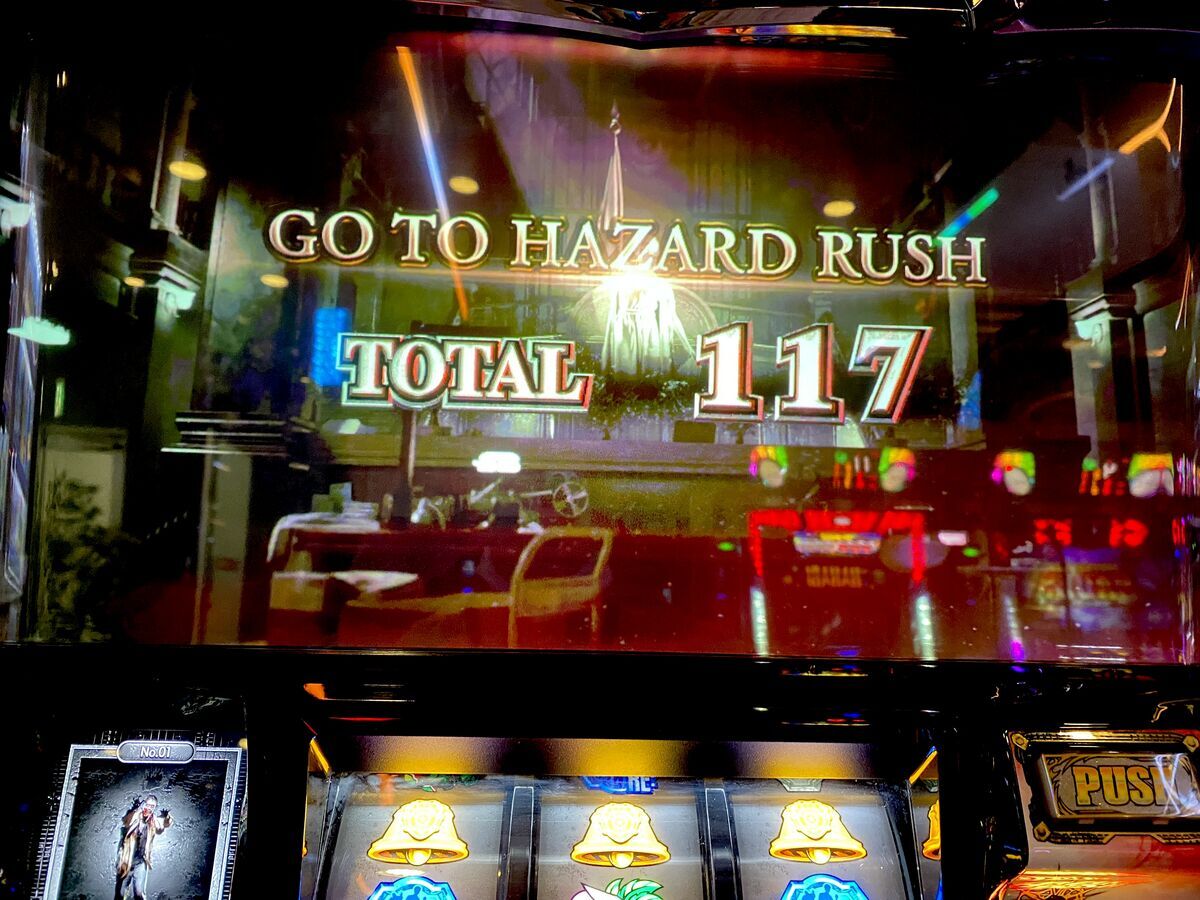 GO TO HAZARD RUSH
TOTAL 117
No.01
PUSH